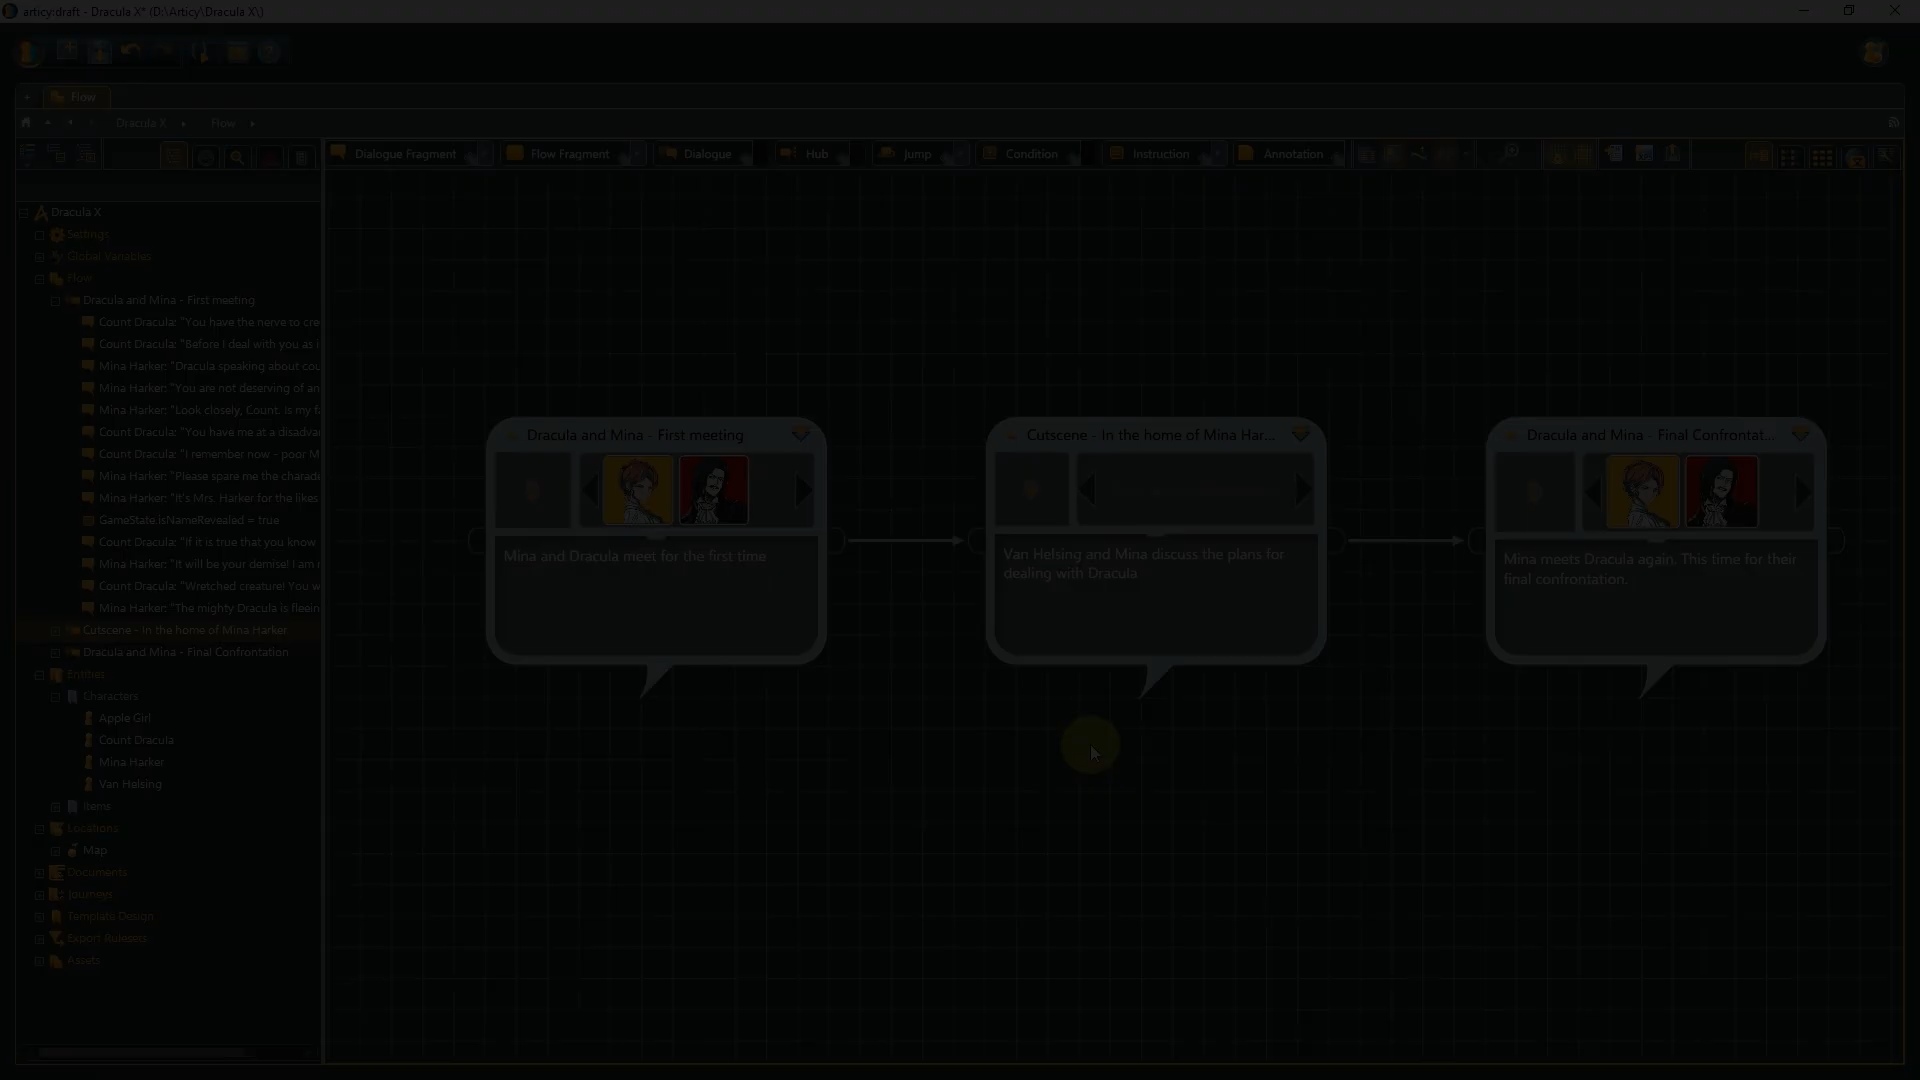 articy:draft - Dracula X* (D:\Articy\Dracula X\)
Flow
Dracula X
Flow
Dialogue Fragment
Flow Fragment
Dialogue
Hub
Jump
Condition
Instruction
Annotation
Dracula X
Settings
Global Variables
Flow
Dracula and Mina - First meeting
Count Dracula: "You have the nerve to cre
Count Dracula: "Before I deal with you as i
Mina Harker: "Dracula speaking about cou
Mina Harker: "You are not deserving of an
Mina Harker: "Look closely, Count. Is my fa
Count Dracula: "You have me at a disadvar
Count Dracula: "I remember now - poor M
Mina Harker: "Please spare me the charad
Mina Harker: "It's Mrs. Harker for the likes
GameState.isNameRevealed = true
Count Dracula: "If it is true that you know
Mina Harker: "It will be your demise! I am r
Count Dracula: "Wretched creature! You w
Mina Harker: "The mighty Dracula is fleein
Cutscene - In the home of Mina Harker
Dracula and Mina - Final Confrontation
Entities
Characters
Apple Girl
Count Dracula
Mina Harker
Van Helsing
Items
Locations
Map
Documents
Journeys
Template Design
Export Rulesets
Assets
Dracula and Mina - First meeting
Mina and Dracula meet for the first time
Cutscene - In the home of Mina Har...
Van Helsing and Mina discuss the plans for
dealing with Dracula
Dracula and Mina - Final Confrontat...
Mina meets Dracula again. This time for their
final confrontation.